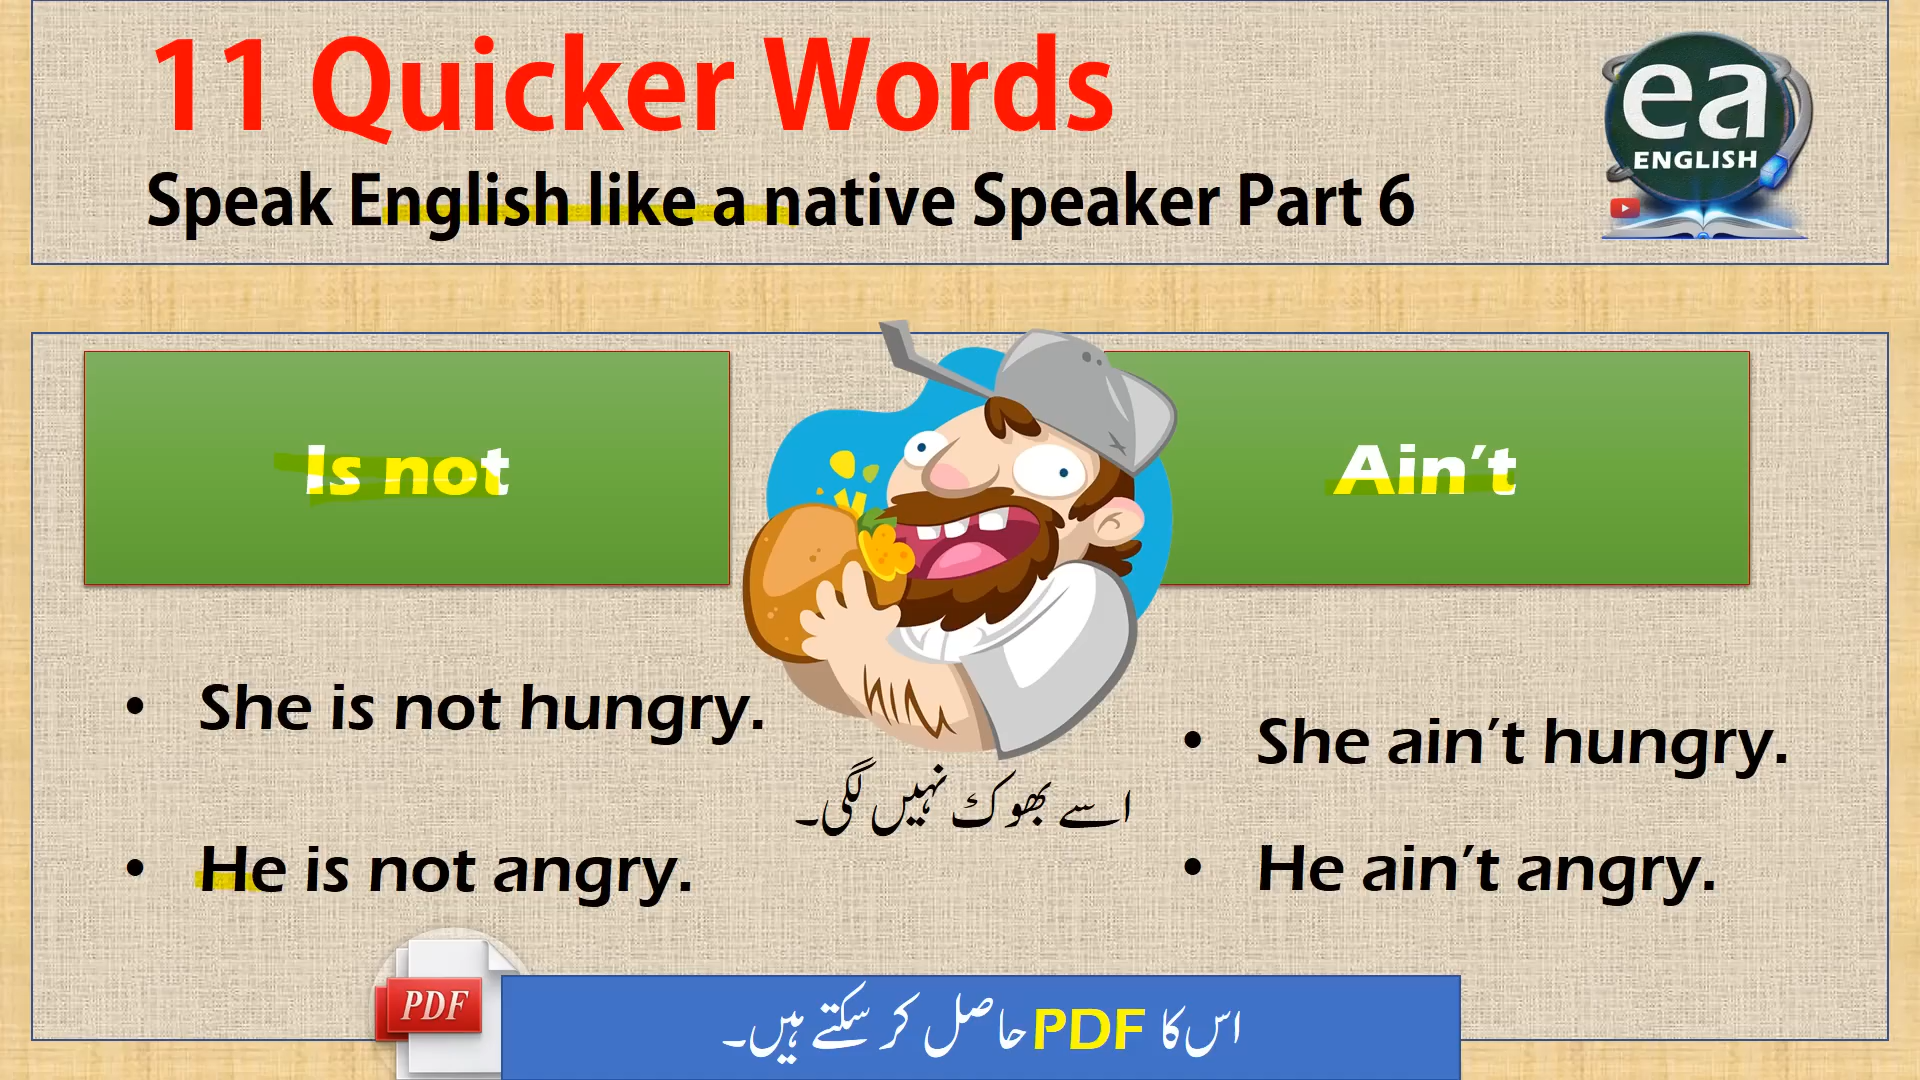 11 Quicker Words
Speak English like a native Speaker Part 6
ea
ENGLISH
Is not
Ain’t
• She is not hungry.
• She ain’t hungry.
اسے بھوک نہیں لگی۔
• He is not angry.
• He ain’t angry.
PDF
اس کا PDF حاصل کر سکتے ہیں۔